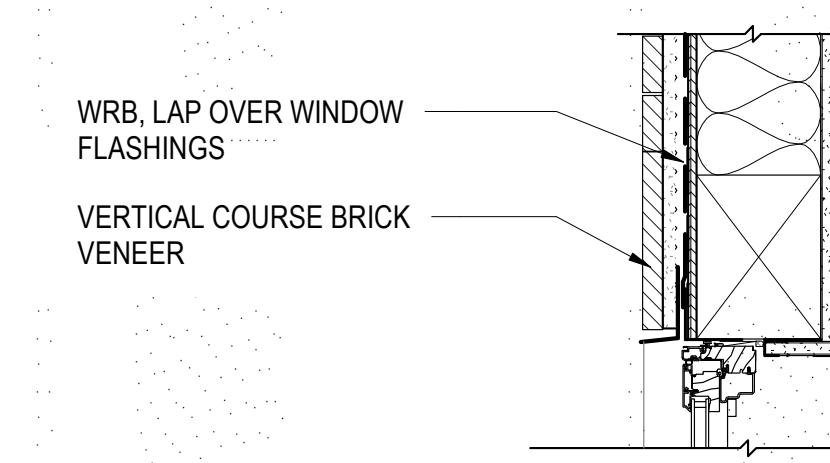 WRB, LAP OVER WINDOW
FLASHINGS
VERTICAL COURSE BRICK
VENEER